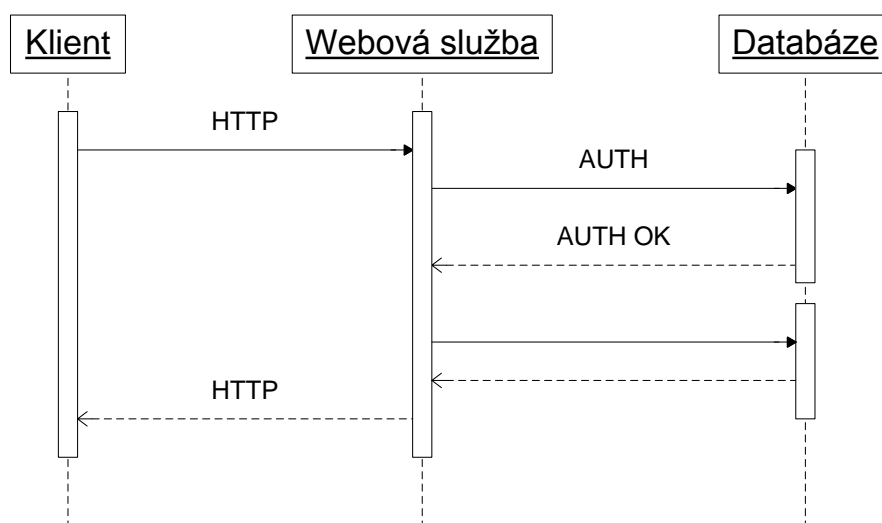 Klient
Webová služba
Databáze
HTTP
AUTH
AUTH OK
HTTP